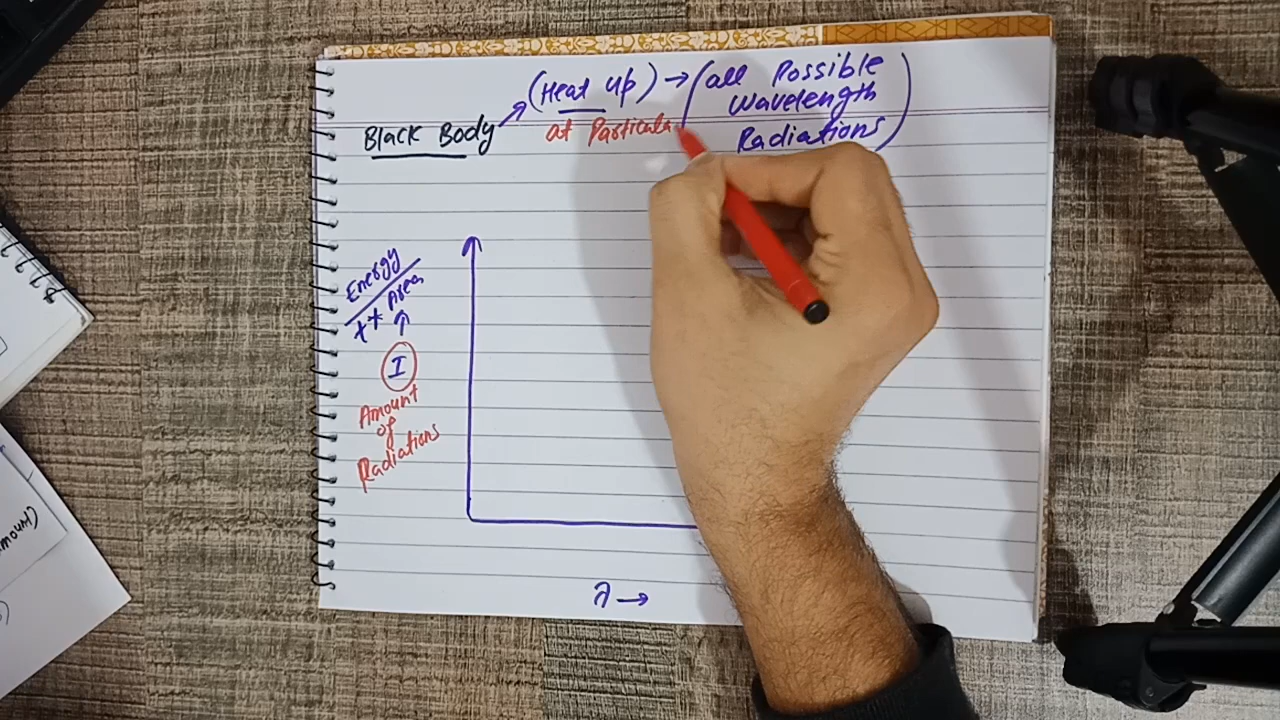 (Heat up) → (all Possible
Wavelength
Radiations)
Black Body
at Particula
Energy
t * Area
I
Amount
of
Radiations
λ →